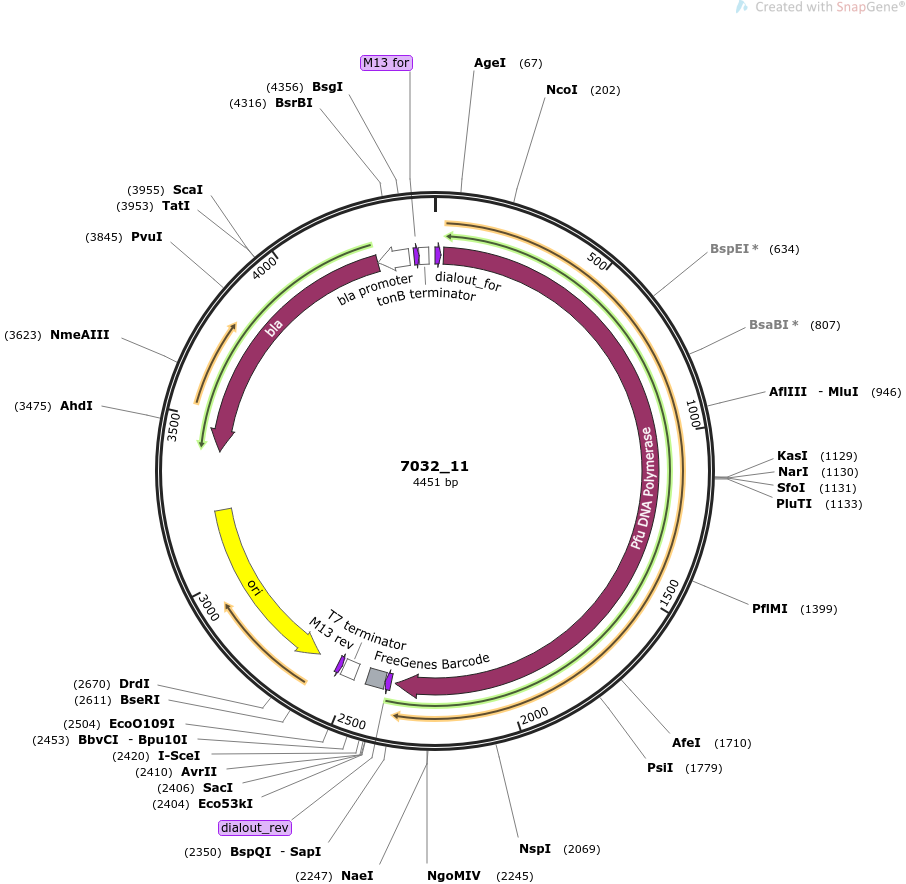 Created with SnapGene®
M13 for
AgeI (67)
(4356) BsgI
NcoI (202)
(4316) BsrBI
(3955) ScaI
(3953) TatI
(3845) PvuI
BspEI * (634)
4000
500
bla promoter
dialout_for
tonB terminator
bla
BsaBI * (807)
(3623) NmeAIII
AflIII - MluI (946)
(3475) AhdI
3500
1000
KasI (1129)
7032_11
NarI (1130)
4451 bp
SfoI (1131)
PluTI (1133)
Pfu DNA Polymerase
ori
3000
1500
PflMI (1399)
T7 terminator
M13 rev
FreeGenes Barcode
(2670) DrdI
(2611) BseRI
2500
2000
(2504) EcoO109I
(2453) BbvCI - Bpu10I
AfeI (1710)
(2420) I-SceI
PsiI (1779)
(2410) AvrII
(2406) SacI
(2404) Eco53kI
dialout_rev
(2350) BspQI - SapI
NspI (2069)
(2247) NaeI
NgoMIV (2245)